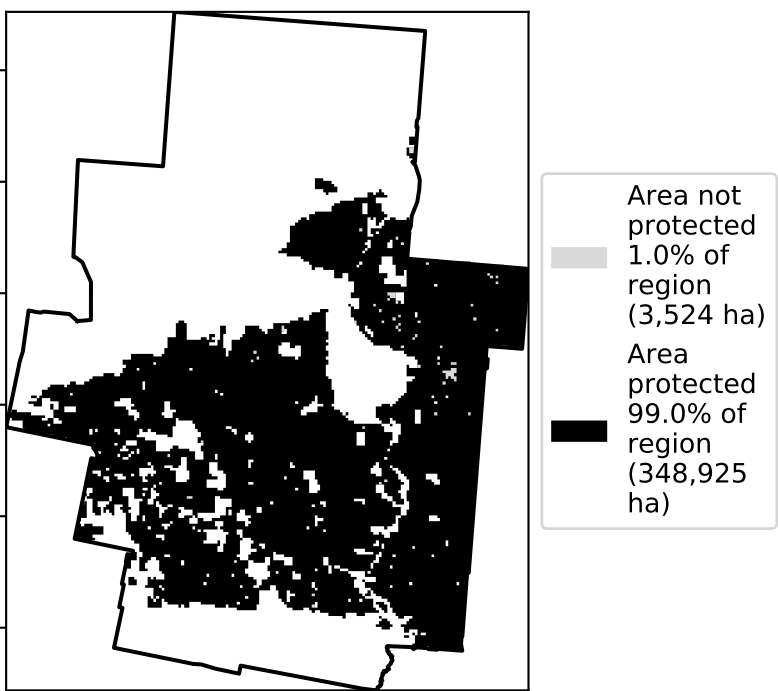 Area not
protected
1.0% of
region
(3,524 ha)
Area
protected
99.0% of
region
(348,925
ha)